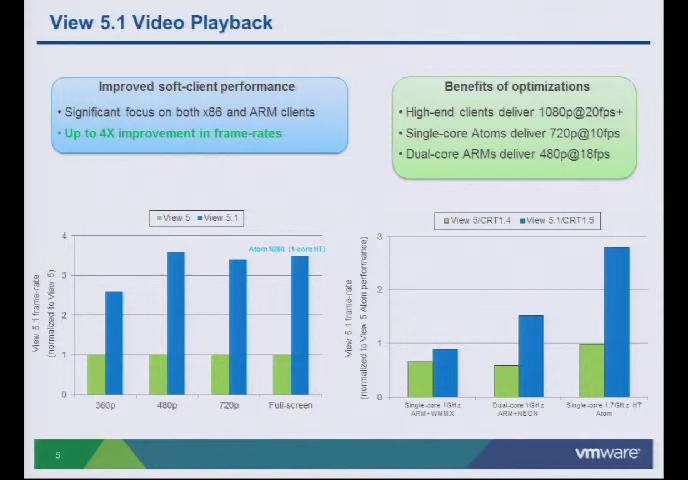 View 5.1 Video Playback
Improved soft-client performance
• Significant focus on both x86 and ARM clients
• Up to 4X improvement in frame-rates
Benefits of optimizations
• High-end clients deliver 1080p@20fps+
• Single-core Atoms deliver 720p@10fps
• Dual-core ARMs deliver 480p@18fps
View 5 View 5.1
Atom N280 (1-core HT)
View 5.1 frame-rate
(normalized to View 5)
4
3
2
1
0
360p 480p 720p Full-screen
View 5/CRT1.4 View 5.1/CRT1.5
View 5.1 frame-rate
(normalized to View 5 Atom performance)
3
2
1
0
Single-core 1GHz
ARM+WMMX
Dual-core 1GHz
ARM+NEON
Single-core 1.7GHz HT
Atom
5
vmware